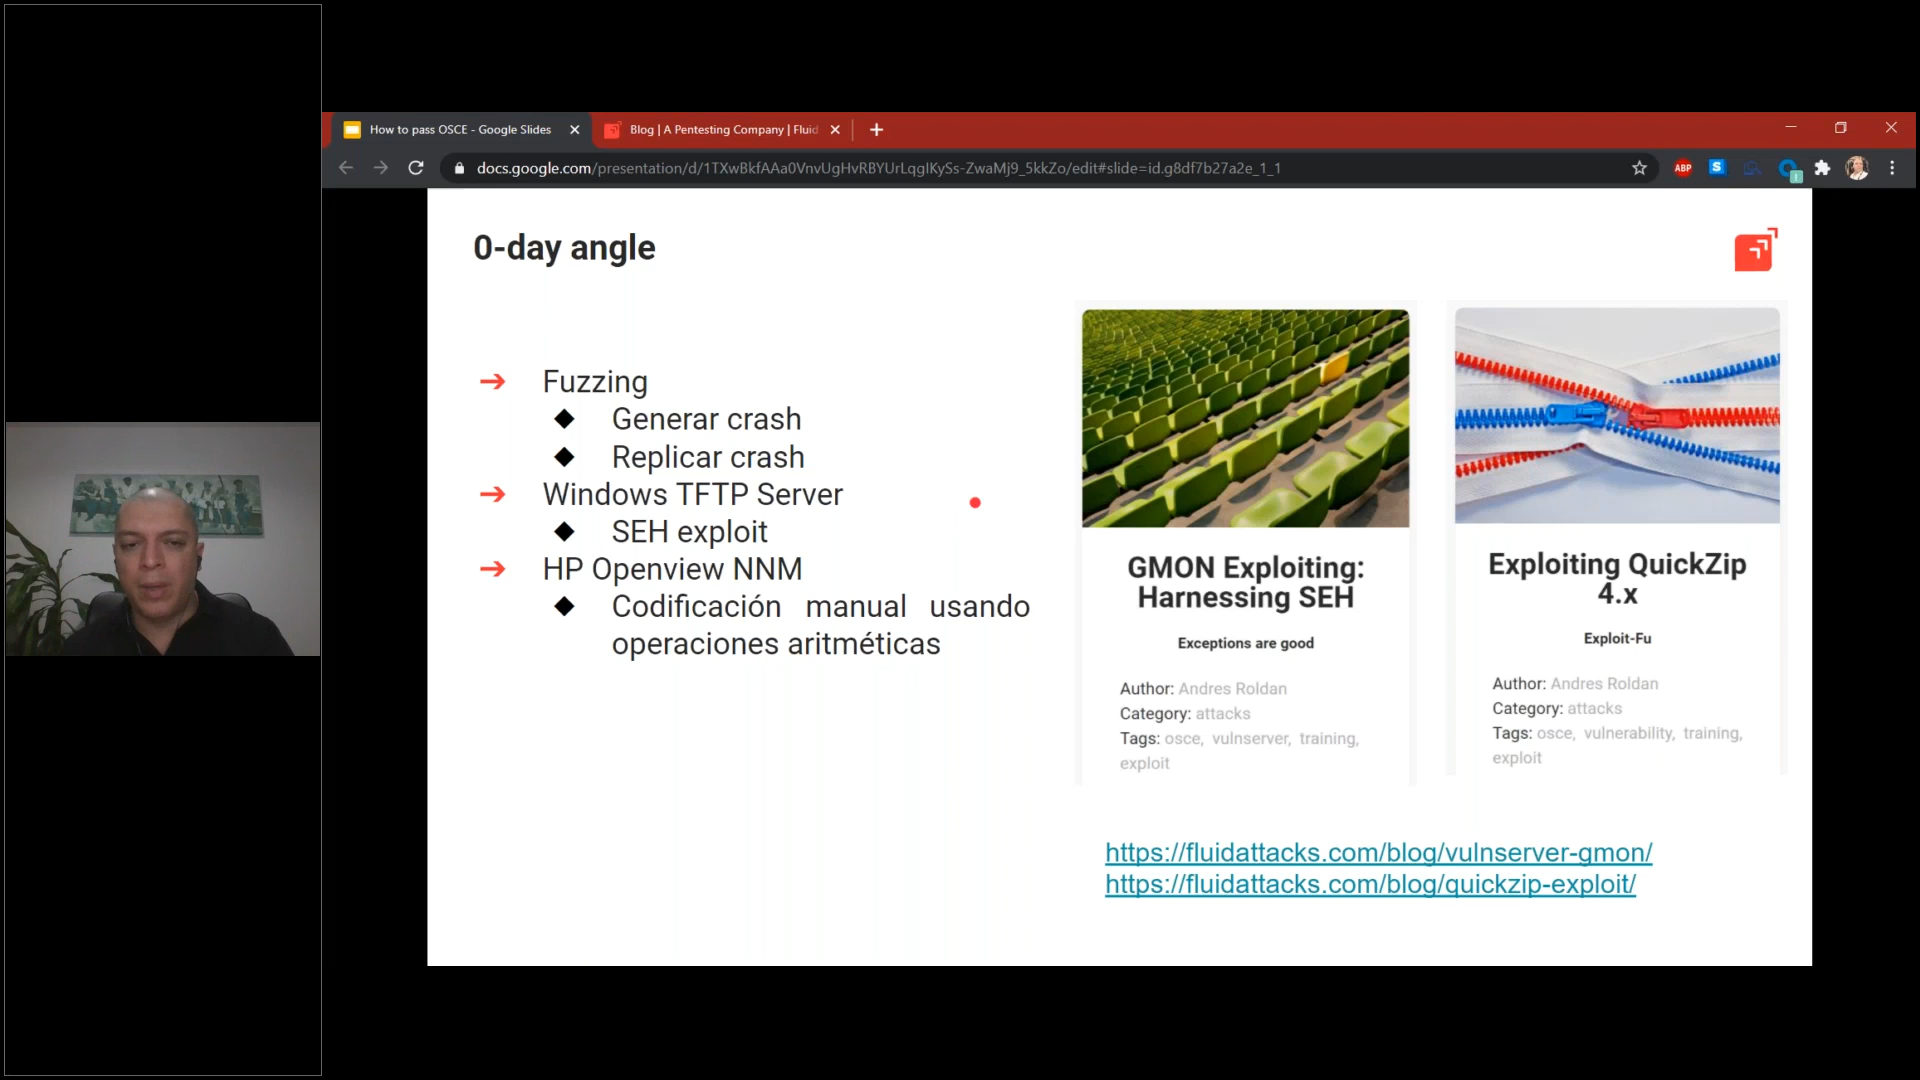 How to pass OSCE - Google Slides
Blog | A Pentesting Company | Fluid
docs.google.com/presentation/d/1TXwBkfAAa0VnvUgHvRBYUrLqglKySs-ZwaMj9_5kkZo/edit#slide=id.g8df7b27a2e_1_1
ABP
S
0-day angle
Fuzzing
Generar crash
Replicar crash
Windows TFTP Server
SEH exploit
HP Openview NNM
Codificación manual usando
operaciones aritméticas
GMON Exploiting:
Harnessing SEH
Exceptions are good
Author: Andres Roldan
Category: attacks
Tags: osce, vulnserver, training,
exploit
Exploiting QuickZip
4.x
Exploit-Fu
Author: Andres Roldan
Category: attacks
Tags: osce, vulnerability, training,
exploit
https://fluidattacks.com/blog/vulnserver-gmon/
https://fluidattacks.com/blog/quickzip-exploit/